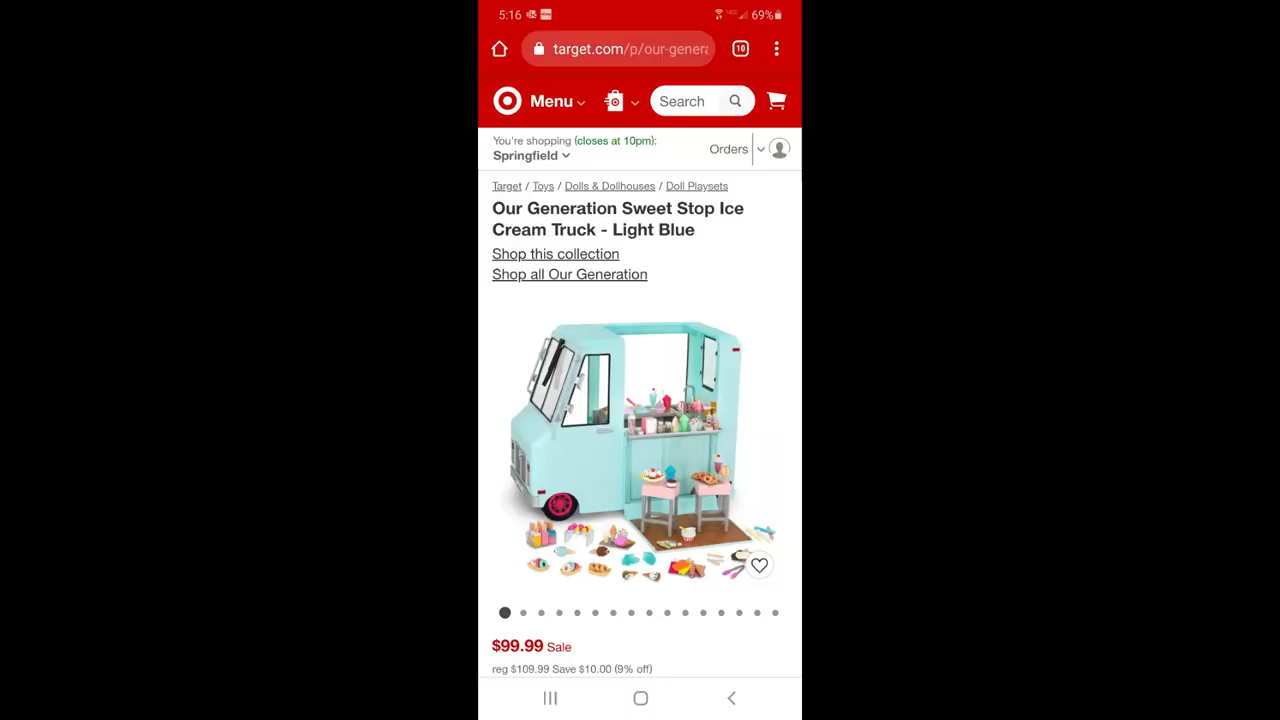 5:16 69%
target.com/p/our-genera
10
Menu
Search
You're shopping (closes at 10pm):
Springfield
Orders
Target / Toys / Dolls & Dollhouses / Doll Playsets
Our Generation Sweet Stop Ice
Cream Truck - Light Blue
Shop this collection
Shop all Our Generation
$99.99 Sale
reg $109.99 Save $10.00 (9% off)